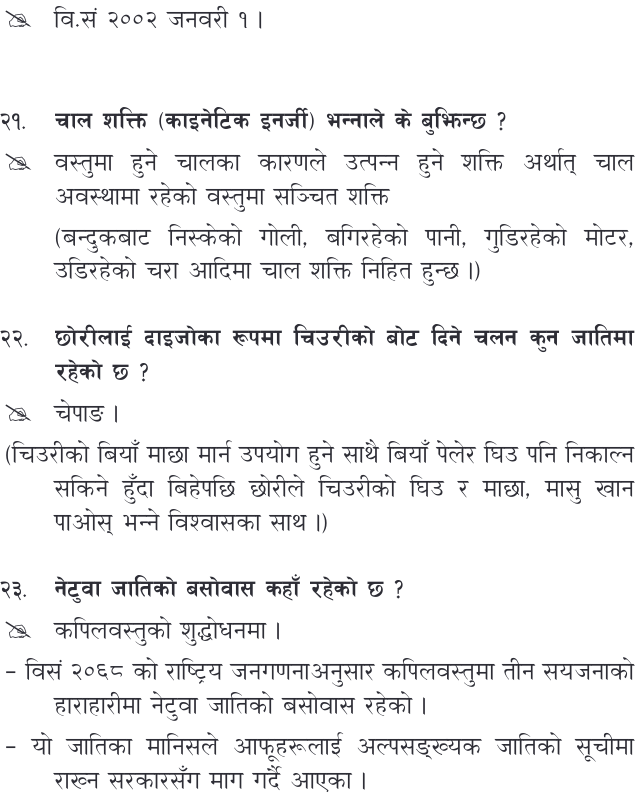 वि.सं २००२ जनवरी १ ।
२१. चाल शक्ति (काइनेटिक इनर्जी) भन्नाले के बुझिन्छ ?
वस्तुमा हुने चालका कारणले उत्पन्न हुने शक्ति अर्थात् चाल
अवस्थामा रहेको वस्तुमा सञ्चित शक्ति
(बन्दुकबाट निस्केको गोली, बगिरहेको पानी, गुडिरहेको मोटर,
उडिरहेको चरा आदिमा चाल शक्ति निहित हुन्छ ।)
२२. छोरीलाई दाइजोका रूपमा चिउरीको बोट दिने चलन कुन जातिमा
रहेको छ ?
चेपाङ ।
(चिउरीको बियाँ माछा मार्न उपयोग हुने साथै बियाँ पेलेर घिउ पनि निकाल्न
सकिने हुँदा बिहेपछि छोरीले चिउरीको घिउ र माछा, मासु खान
पाओस् भन्ने विश्वासका साथ ।)
२३. नेटुवा जातिको बसोवास कहाँ रहेको छ ?
कपिलवस्तुको शुद्धोधनमा ।
– विसं २०६८ को राष्ट्रिय जनगणनाअनुसार कपिलवस्तुमा तीन सयजनाको
हाराहारीमा नेटुवा जातिको बसोवास रहेको ।
– यो जातिका मानिसले आफूहरूलाई अल्पसङ्ख्यक जातिको सूचीमा
राख्न सरकारसँग माग गर्दै आएका ।